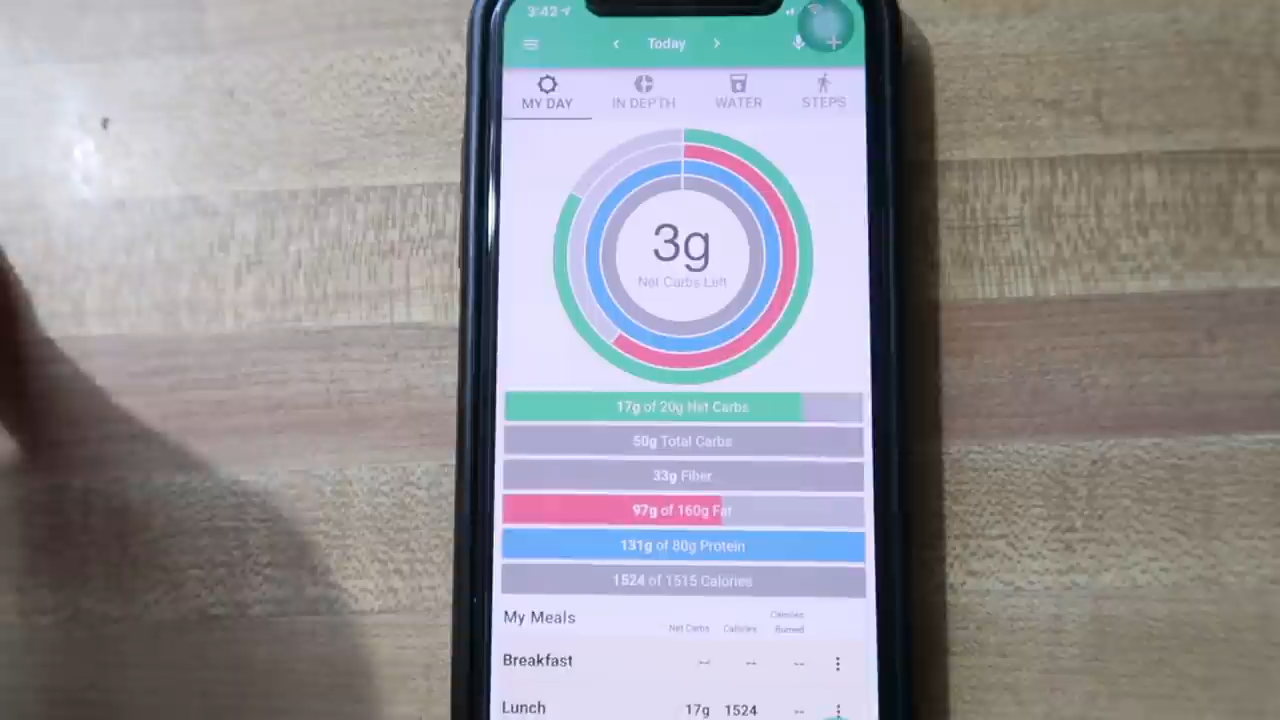 3:42
Today
MY DAY
IN DEPTH
WATER
STEPS
3g
Net Carbs Left
17g of 20g Net Carbs
50g Total Carbs
33g Fiber
97g of 160g Fat
131g of 80g Protein
1524 of 1515 Calories
My Meals
Net Carbs
Calories
Calories
Burned
Breakfast -- -- --
Lunch 17g 1524 --